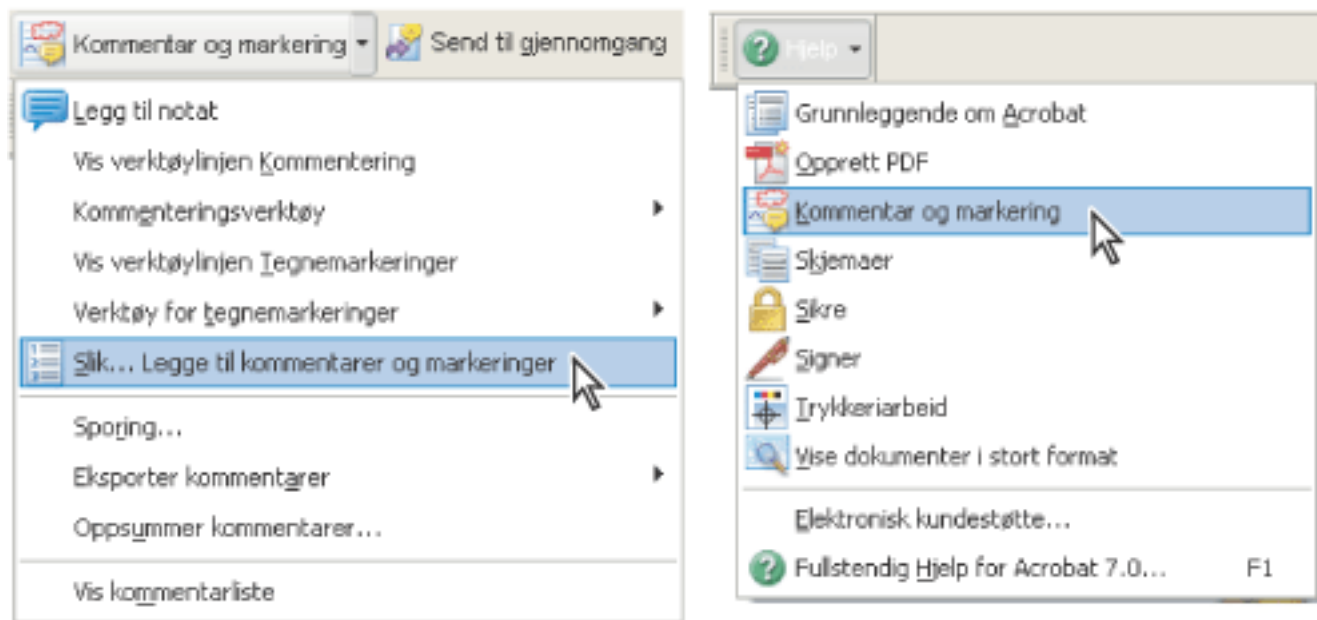 Kommentar og markering
Send til gjennomgang
Legg til notat
Vis verktøylinjen Kommentering
Kommenteringsverktøy
Vis verktøylinjen Tegnemarkeringer
Verktøy for tegnemarkeringer
Slik... Legge til kommentarer og markeringer
Sporing...
Eksporter kommentarer
Oppsummer kommentarer...
Vis kommentarliste
Hjelp
Grunnleggende om Acrobat
Opprett PDF
Kommentar og markering
Skjemaer
Sikre
Signer
Trykkeriarbeid
Vise dokumenter i stort format
Elektronisk kundestøtte...
Fullstendig Hjelp for Acrobat 7.0... F1